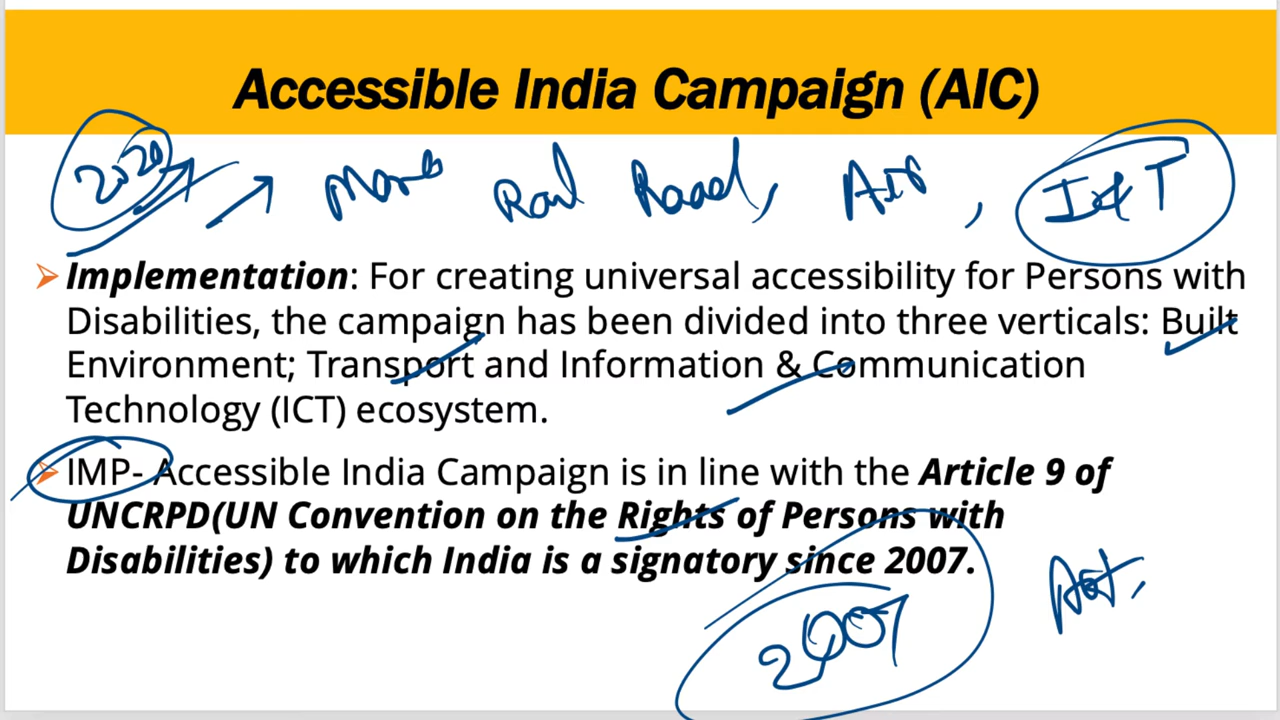 Accessible India Campaign (AIC)
2020 Rail Road, Air, I & T
➢ Implementation: For creating universal accessibility for Persons with
Disabilities, the campaign has been divided into three verticals: Built
Environment; Transport and Information & Communication
Technology (ICT) ecosystem.
➢ IMP- Accessible India Campaign is in line with the Article 9 of
UNCRPD(UN Convention on the Rights of Persons with
Disabilities) to which India is a signatory since 2007.
2007